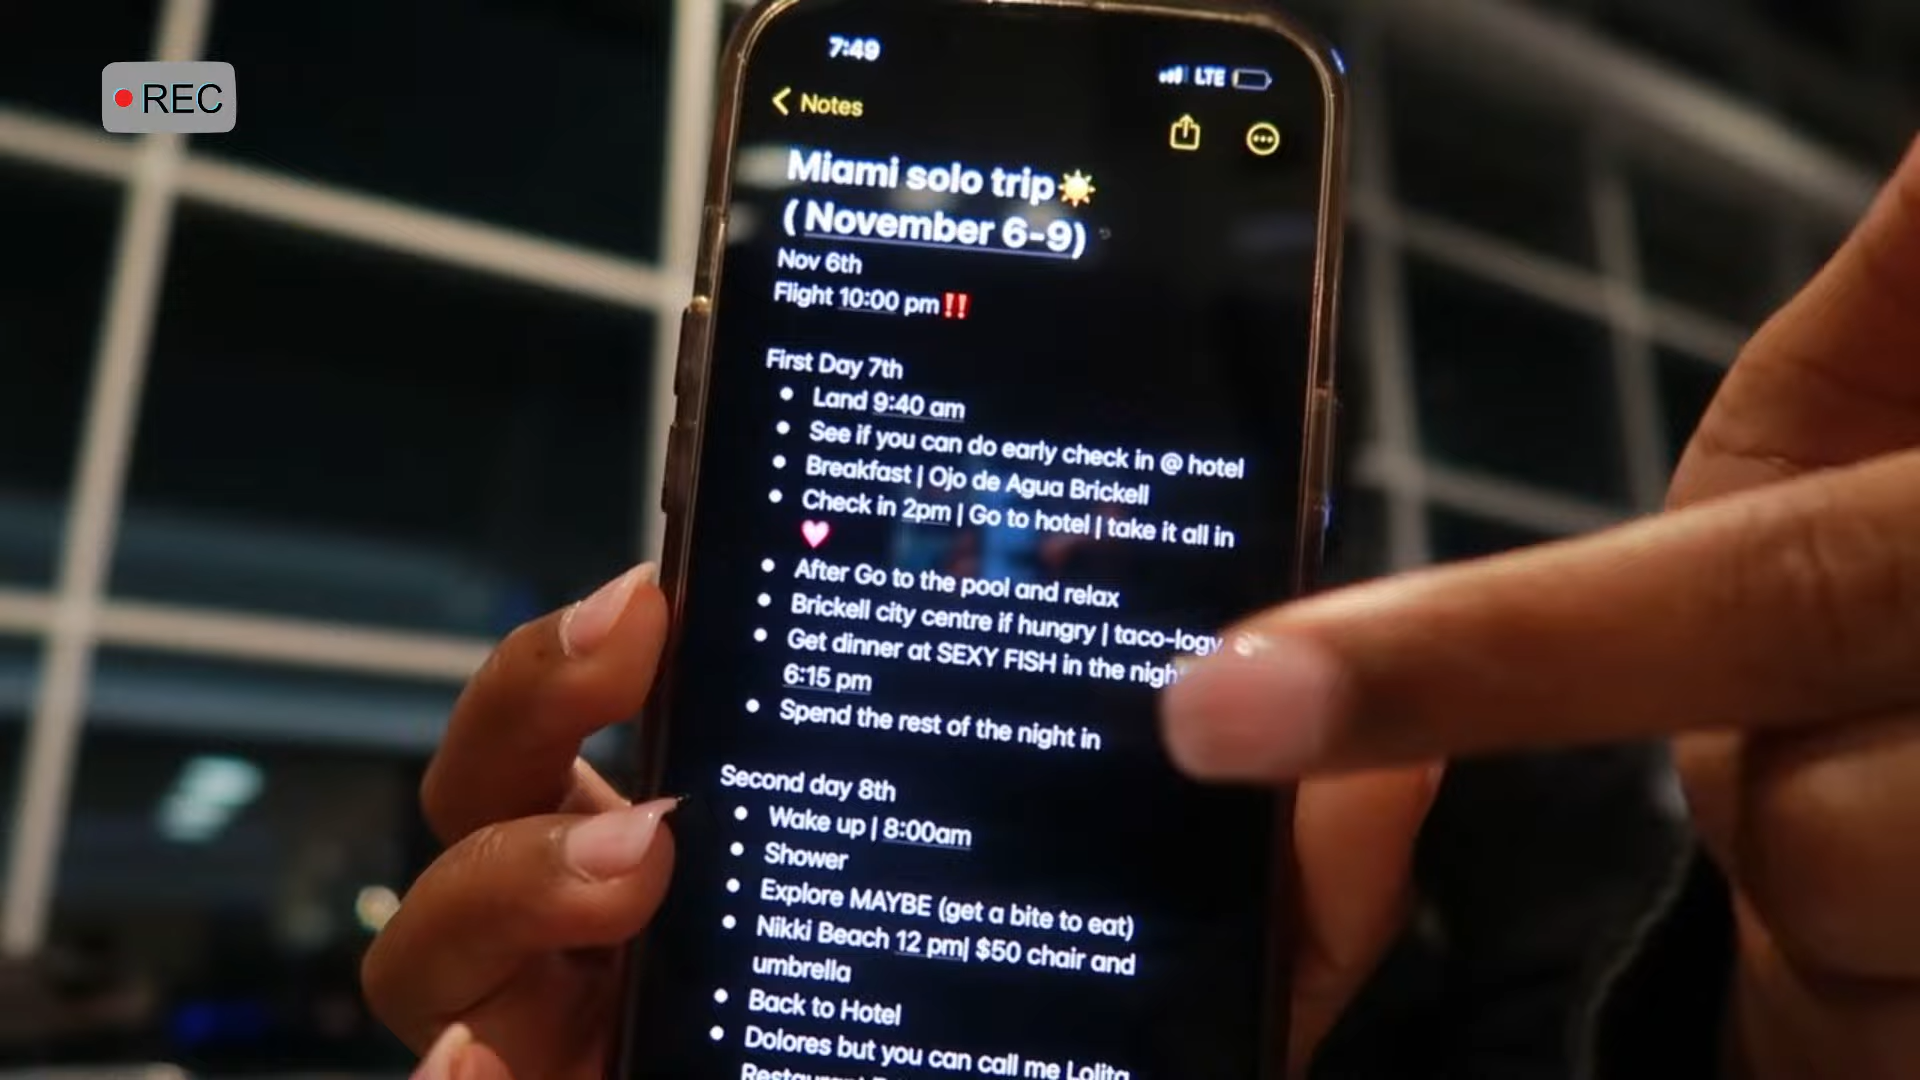 REC
7:49
LTE
Notes
Miami solo trip☀️
(November 6-9)
Nov 6th
Flight 10:00 pm‼️
First Day 7th
• Land 9:40 am
• See if you can do early check in @ hotel
• Breakfast | Ojo de Agua Brickell
• Check in 2pm | Go to hotel | take it all in
🩷
• After Go to the pool and relax
• Brickell city centre if hungry | taco-logy
• Get dinner at SEXY FISH in the night
6:15 pm
• Spend the rest of the night in
Second day 8th
• Wake up | 8:00am
• Shower
• Explore MAYBE (get a bite to eat)
• Nikki Beach 12 pm| $50 chair and
umbrella
• Back to Hotel
• Dolores but you can call me Lolita
Restaurant